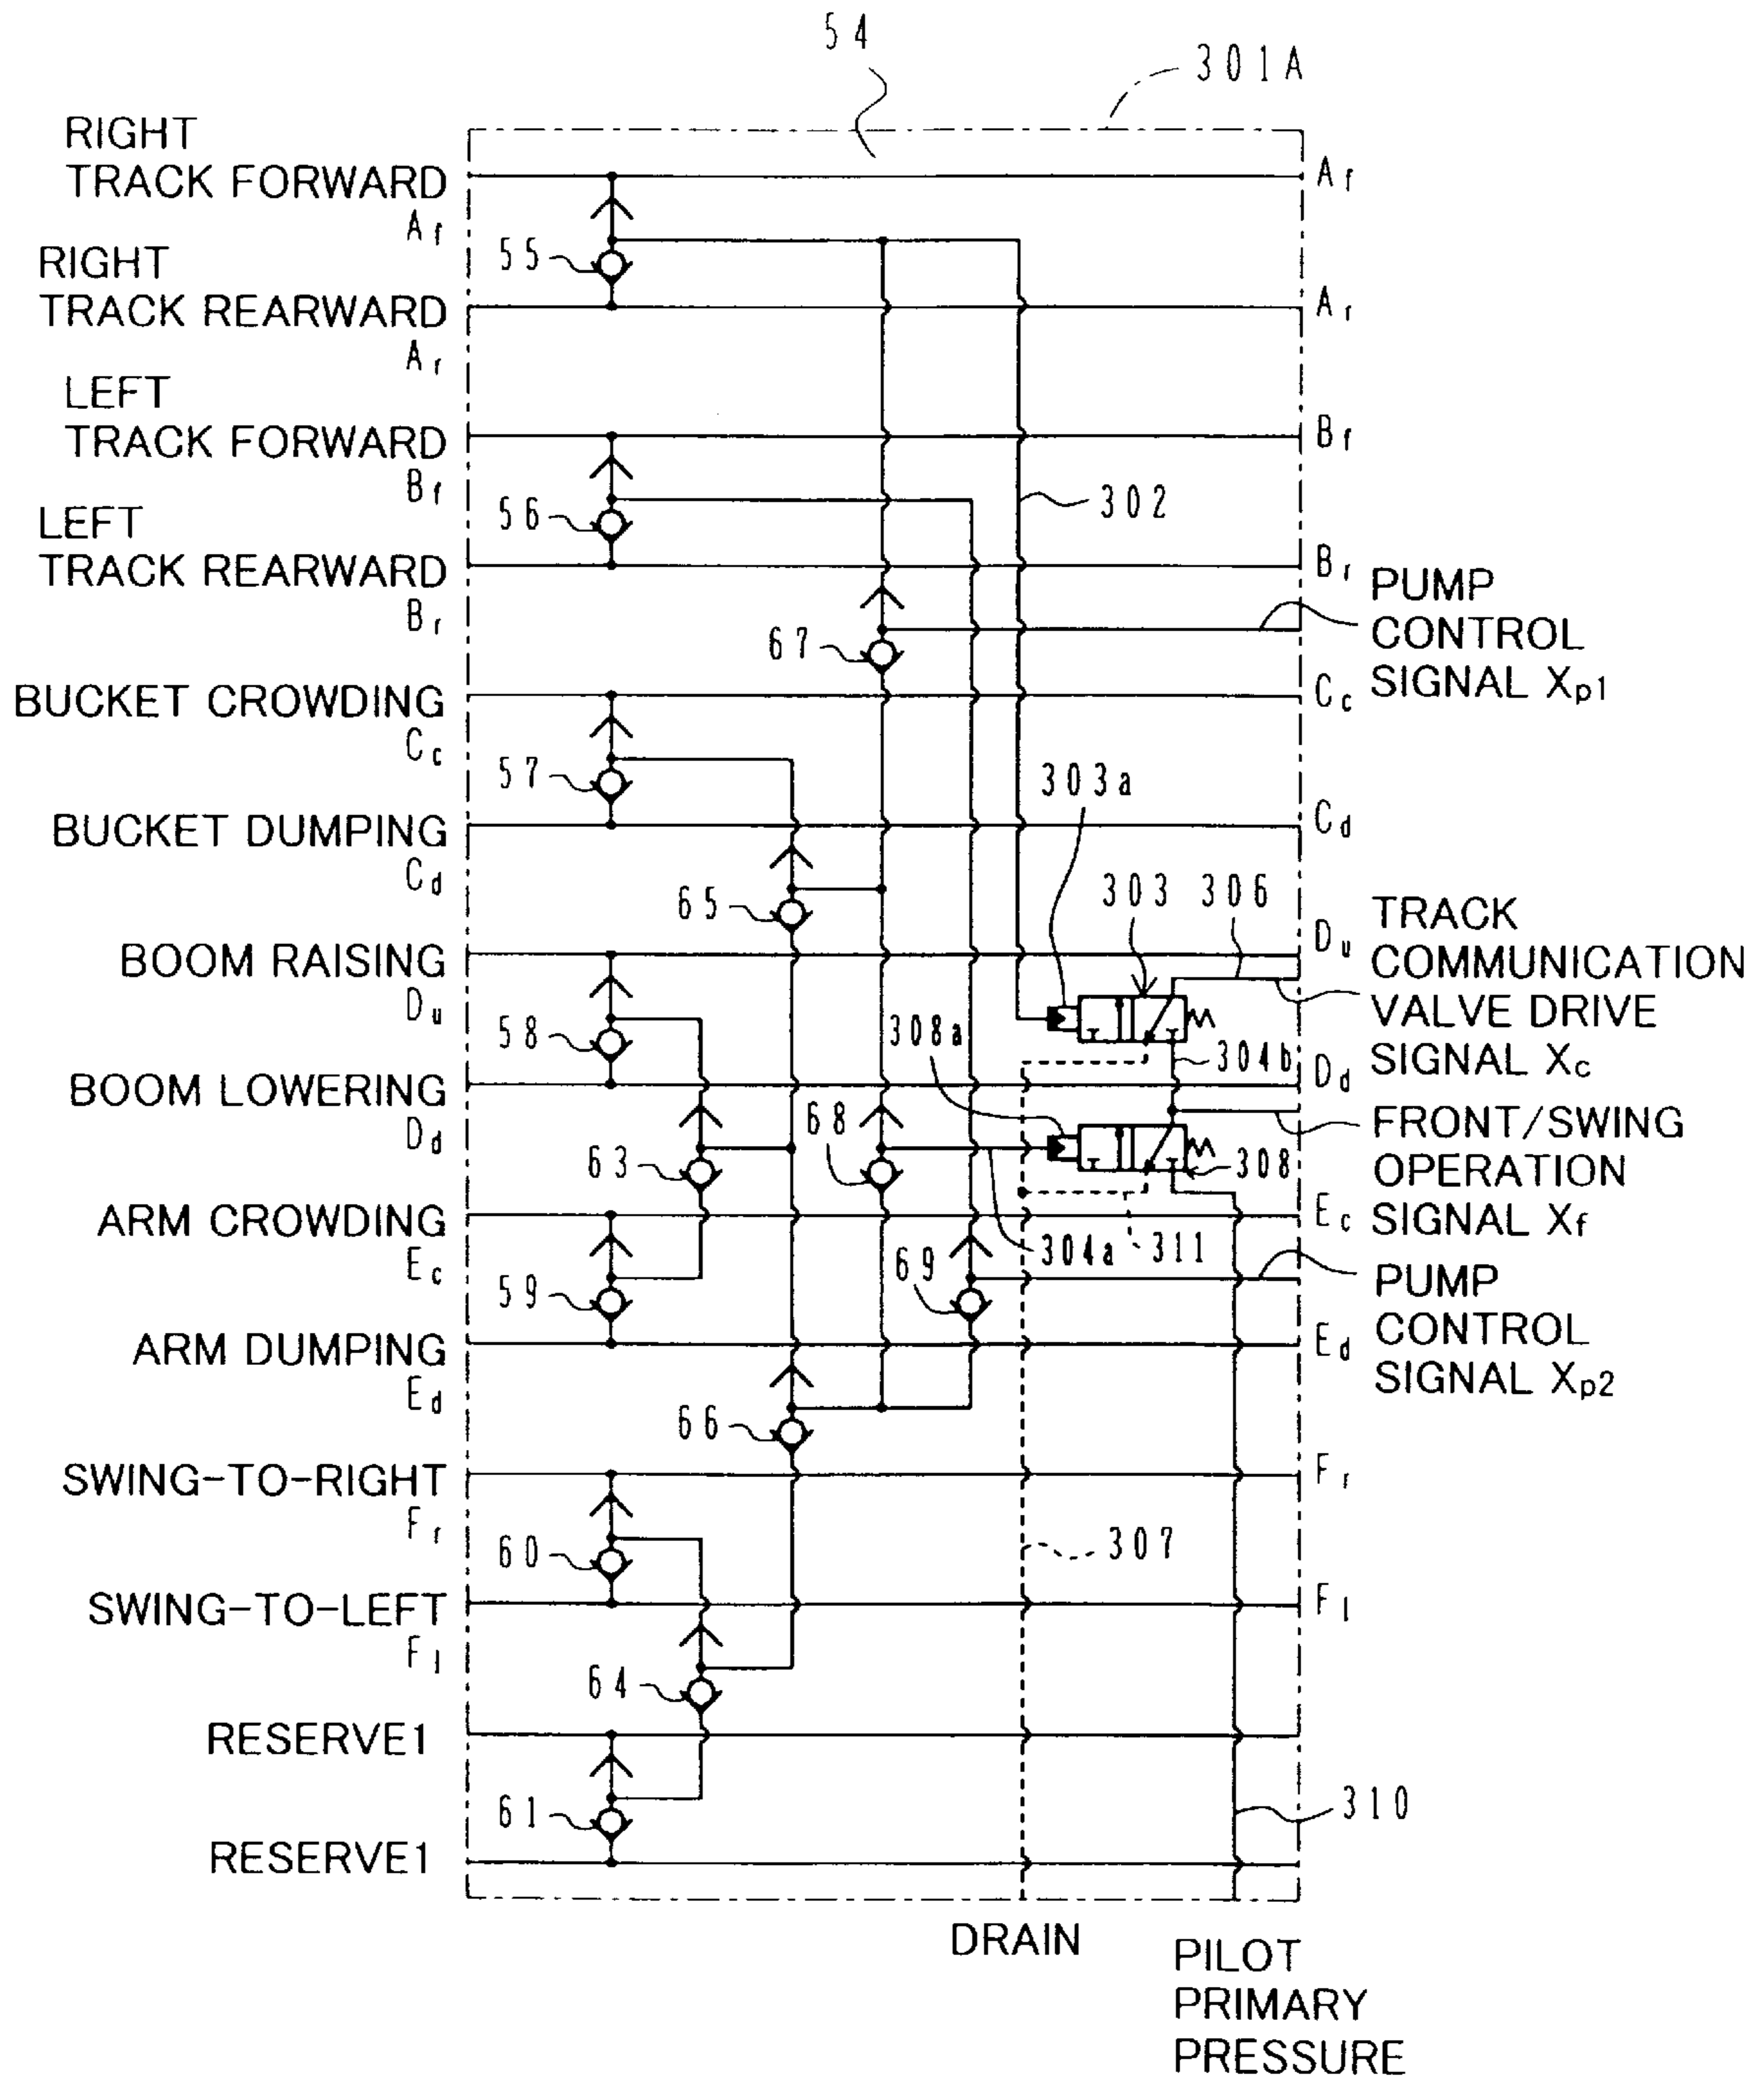 54
301A
RIGHT
TRACK FORWARD
Af
Af
RIGHT
TRACK REARWARD
Ar
Ar
55
LEFT
TRACK FORWARD
Bf
Bf
302
LEFT
TRACK REARWARD
Br
Br
56
PUMP
CONTROL
SIGNAL Xp1
67
BUCKET CROWDING
Cc
Cc
57
303a
BUCKET DUMPING
Cd
Cd
65
303
306
BOOM RAISING
Du
Du
TRACK
COMMUNICATION
VALVE DRIVE
SIGNAL Xc
58
308a
304b
BOOM LOWERING
Dd
Dd
63
68
308
FRONT/SWING
OPERATION
SIGNAL Xf
ARM CROWDING
Ec
Ec
59
69
304a
311
PUMP
CONTROL
SIGNAL Xp2
ARM DUMPING
Ed
Ed
66
SWING-TO-RIGHT
Fr
Fr
60
307
SWING-TO-LEFT
Fl
Fl
64
RESERVE1
61
310
RESERVE1
DRAIN
PILOT
PRIMARY
PRESSURE